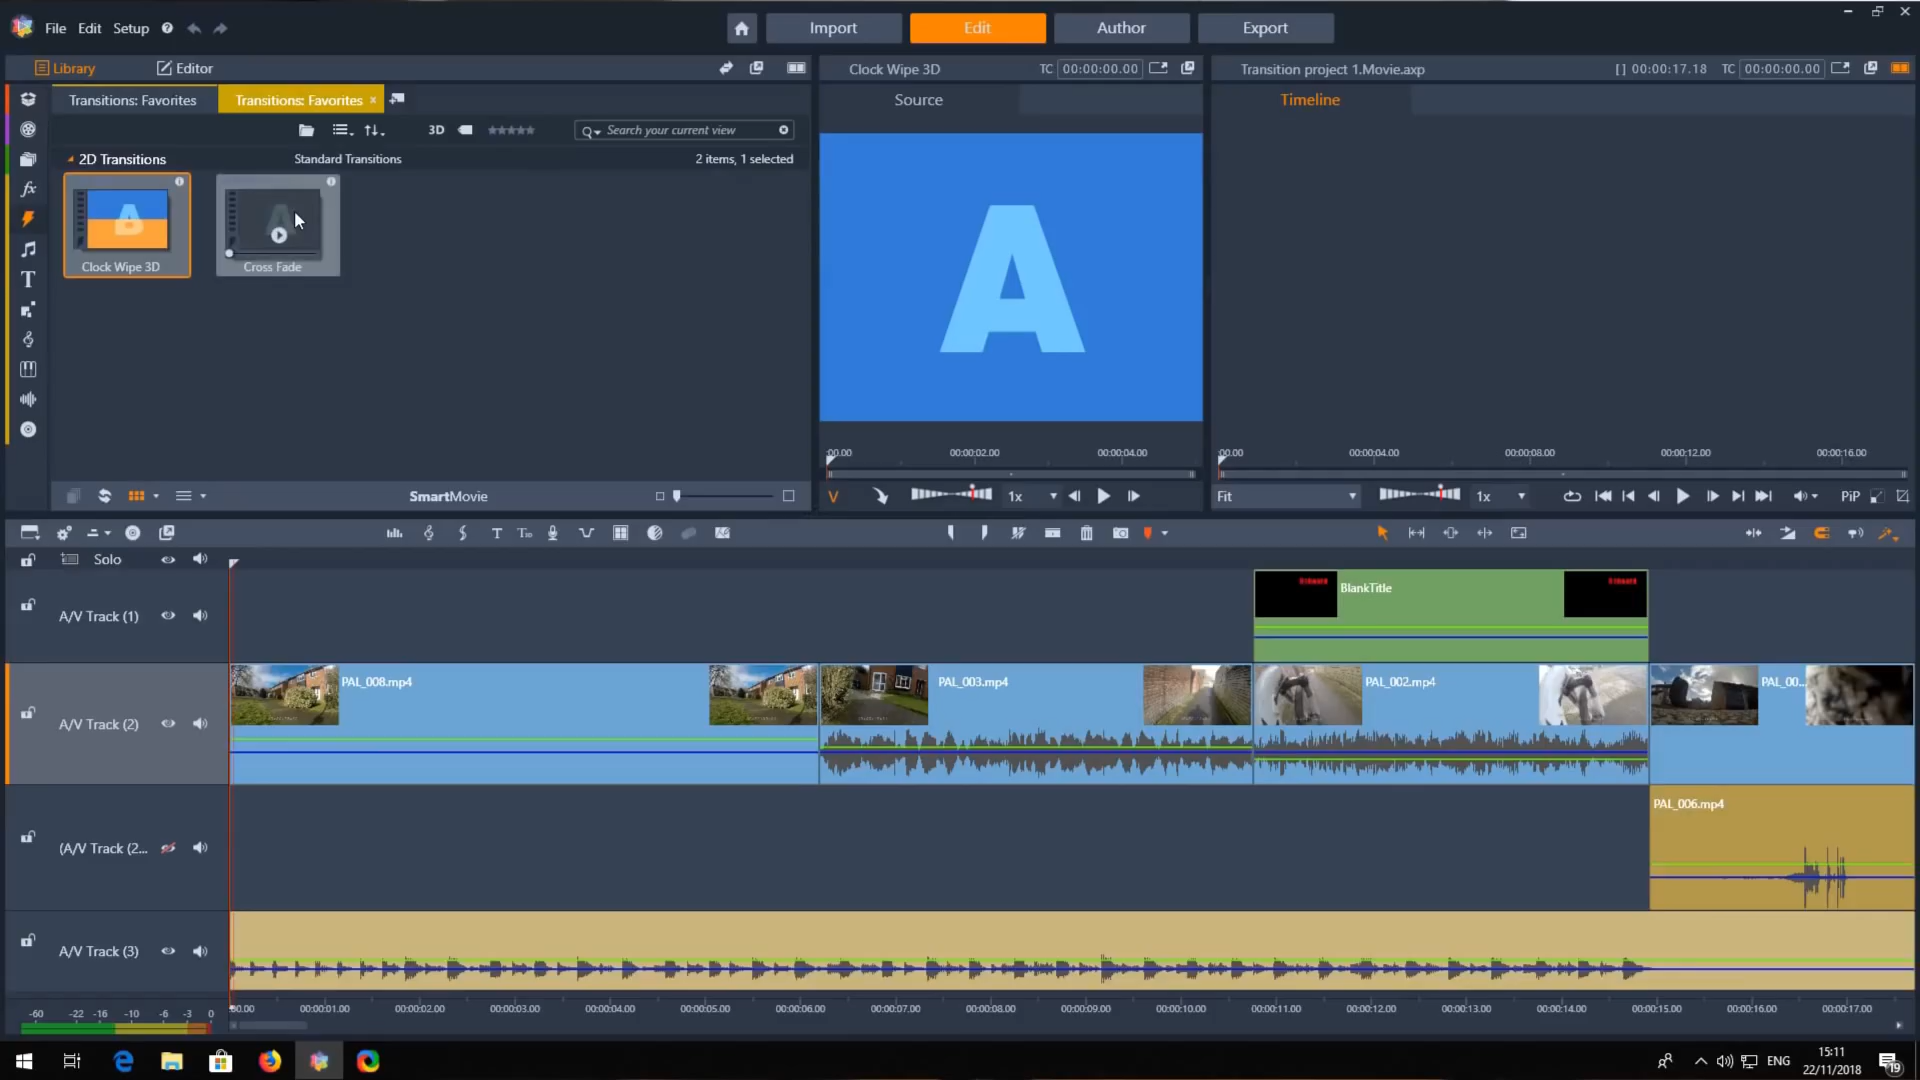 File Edit Setup
Import Edit Author Export
Library Editor
Clock Wipe 3D TC 00:00:00.00
Transition project 1.Movie.axp [ ] 00:00:17.18 TC 00:00:00.00
Transitions: Favorites Transitions: Favorites ×
Source
Timeline
3D Search your current view
2D Transitions Standard Transitions 2 items, 1 selected
B
A
Clock Wipe 3D Cross Fade
A
:00.00 00:00:02.00 00:00:04.00
:00.00 00:00:04.00 00:00:08.00 00:00:12.00 00:00:16.00
SmartMovie
V 1x
Fit 1x PiP
Solo
A/V Track (1)
BlankTitle
A/V Track (2)
PAL_008.mp4 PAL_003.mp4 PAL_002.mp4 PAL_00...
(A/V Track (2...
PAL_006.mp4
A/V Track (3)
-60 -22 -16 -10 -6 -3 0
00.00 00:00:01.00 00:00:02.00 00:00:03.00 00:00:04.00 00:00:05.00 00:00:06.00 00:00:07.00 00:00:08.00 00:00:09.00 00:00:10.00 00:00:11.00 00:00:12.00 00:00:13.00 00:00:14.00 00:00:15.00 00:00:16.00 00:00:17.00
ENG
15:11
22/11/2018
19